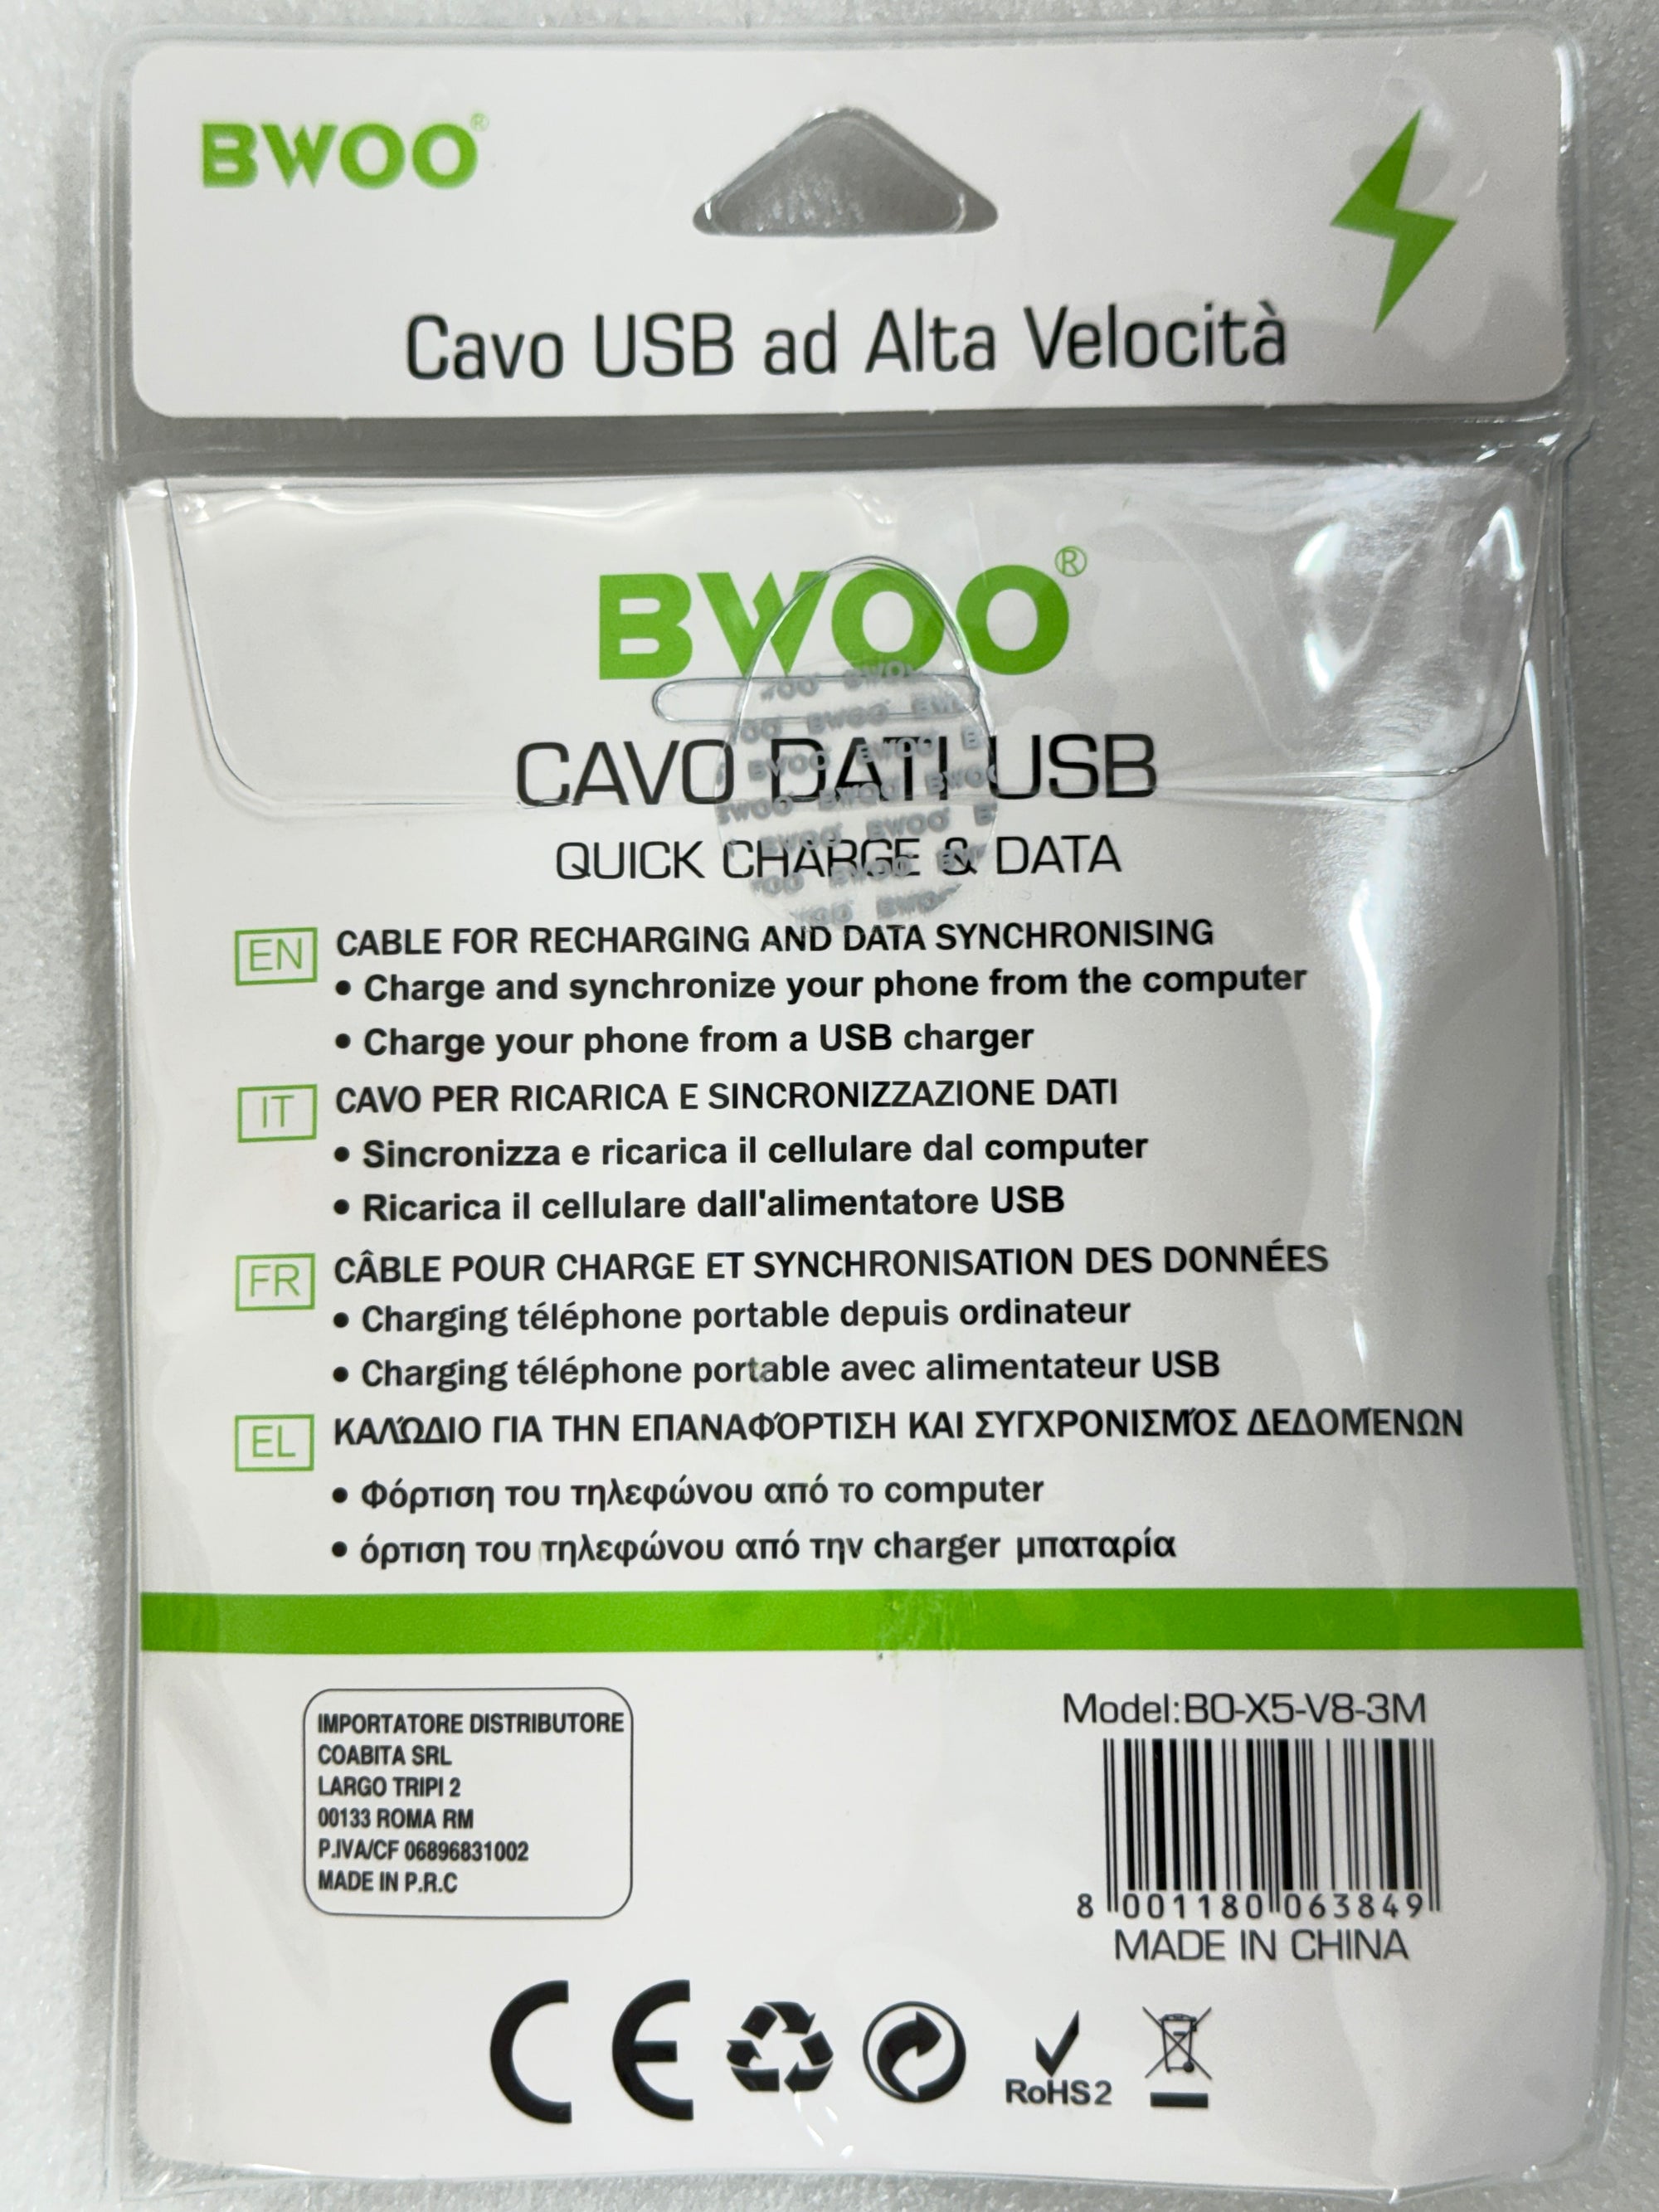 BWOO®
Cavo USB ad Alta Velocità
BWOO®
CAVO DATI USB
QUICK CHARGE & DATA
EN
CABLE FOR RECHARGING AND DATA SYNCHRONISING
• Charge and synchronize your phone from the computer
• Charge your phone from a USB charger
IT
CAVO PER RICARICA E SINCRONIZZAZIONE DATI
• Sincronizza e ricarica il cellulare dal computer
• Ricarica il cellulare dall'alimentatore USB
FR
CÂBLE POUR CHARGE ET SYNCHRONISATION DES DONNÉES
• Charging téléphone portable depuis ordinateur
• Charging téléphone portable avec alimentateur USB
EL
ΚΑΛΏΔΙΟ ΓΙΑ ΤΗΝ ΕΠΑΝΑΦΌΡΤΙΣΗ ΚΑΙ ΣΥΓΧΡΟΝΙΣΜΌΣ ΔΕΔΟΜΈΝΩΝ
• Φόρτιση του τηλεφώνου από το computer
• όρτιση του τηλεφώνου από την charger μπαταρία
IMPORTATORE DISTRIBUTORE
COABITA SRL
LARGO TRIPI 2
00133 ROMA RM
P.IVA/CF 06896831002
MADE IN P.R.C
Model:BO-X5-V8-3M
8 001180 063849
MADE IN CHINA
CE
RoHS2